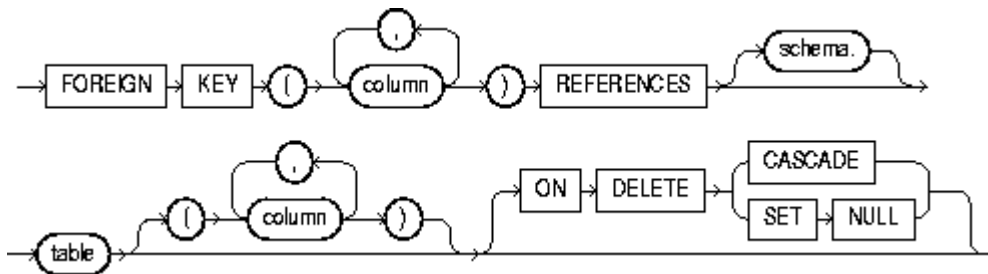 ,
schema.
FOREIGN KEY ( column ) REFERENCES
,
CASCADE
ON DELETE
( column )
SET NULL
table